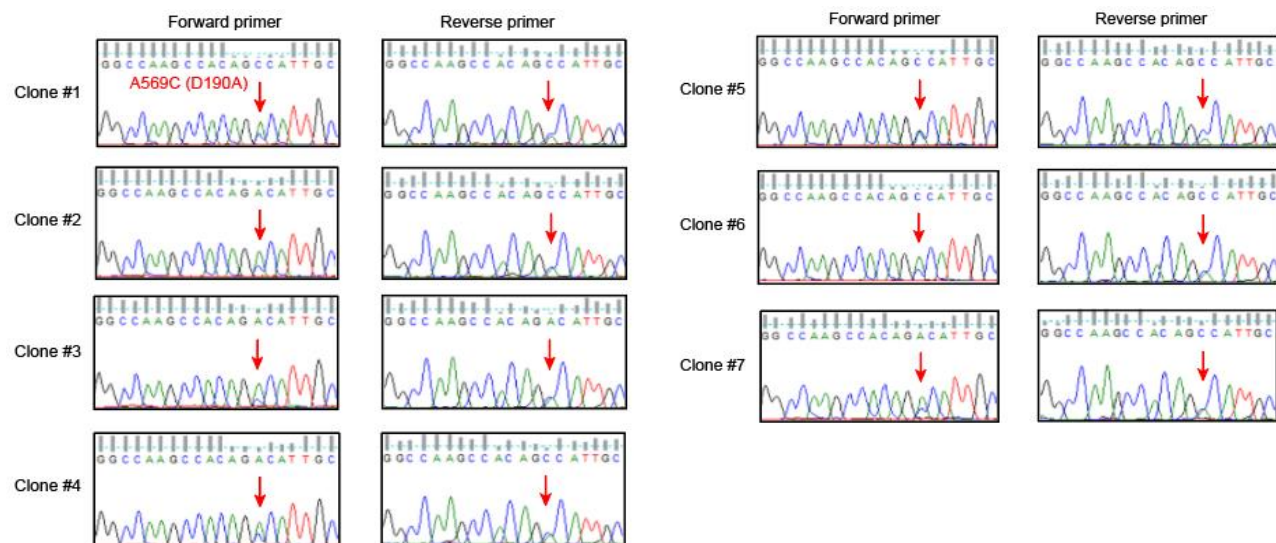 Forward primer
Reverse primer
Clone #1
GGCCAAGCCACAGCCATTGC
A569C (D190A)
GGCCAAGCCACAGCCATTGC
Clone #2
GGCCAAGCCACAGACATTGC
GGCCAAGCCACAGCCATTGC
Clone #3
GGCCAAGCCACAGACATTGC
GGCCAAGCCACAGACATTGC
Clone #4
GGCCAAGCCACAGACATTGC
GGCCAAGCCACAGCCATTGC
Forward primer
Reverse primer
Clone #5
GGCCAAGCCACAGCCATTGC
GGCCAAGCCACAGCCATTGC
Clone #6
GGCCAAGCCACAGCCATTGC
GGCCAAGCCACAGCCATTGC
Clone #7
GGCCAAGCCACAGACATTGC
GGCCAAGCCACAGCCATTGC